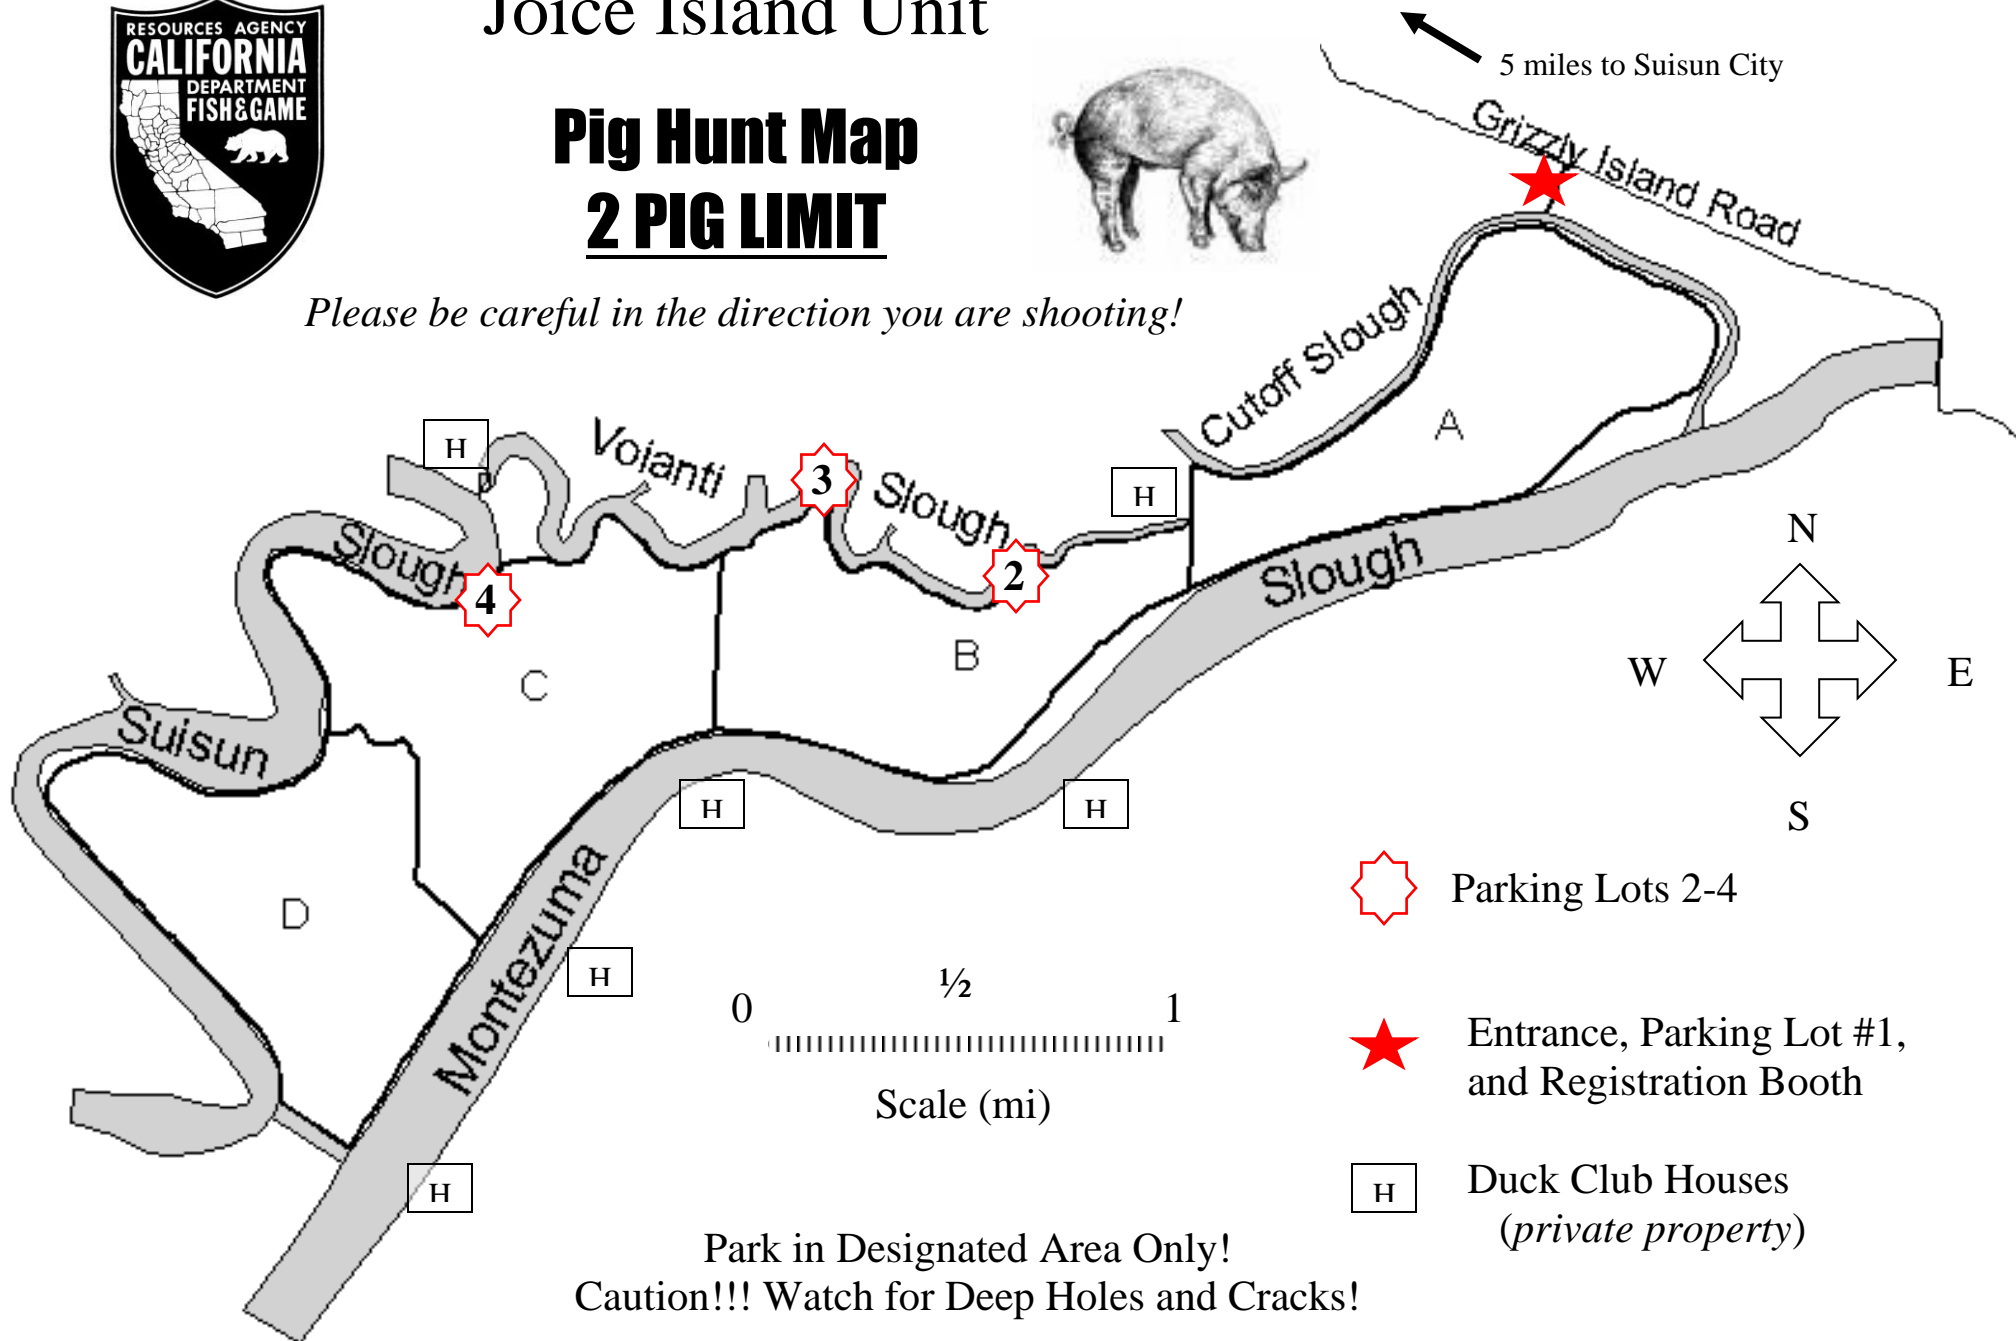 RESOURCES AGENCY
CALIFORNIA
DEPARTMENT
FISH&GAME
Joice Island Unit
Pig Hunt Map
2 PIG LIMIT
Please be careful in the direction you are shooting!
5 miles to Suisun City
Grizzly Island Road
Cutoff Slough
A
H
Voianti
3
Slough
H
2
Slough
4
Slough
B
C
Suisun
N
W
E
S
H
H
D
Montezuma
H
H
Parking Lots 2-4
0
½
1
Scale (mi)
Entrance, Parking Lot #1,
and Registration Booth
H
Duck Club Houses
(private property)
Park in Designated Area Only!
Caution!!! Watch for Deep Holes and Cracks!